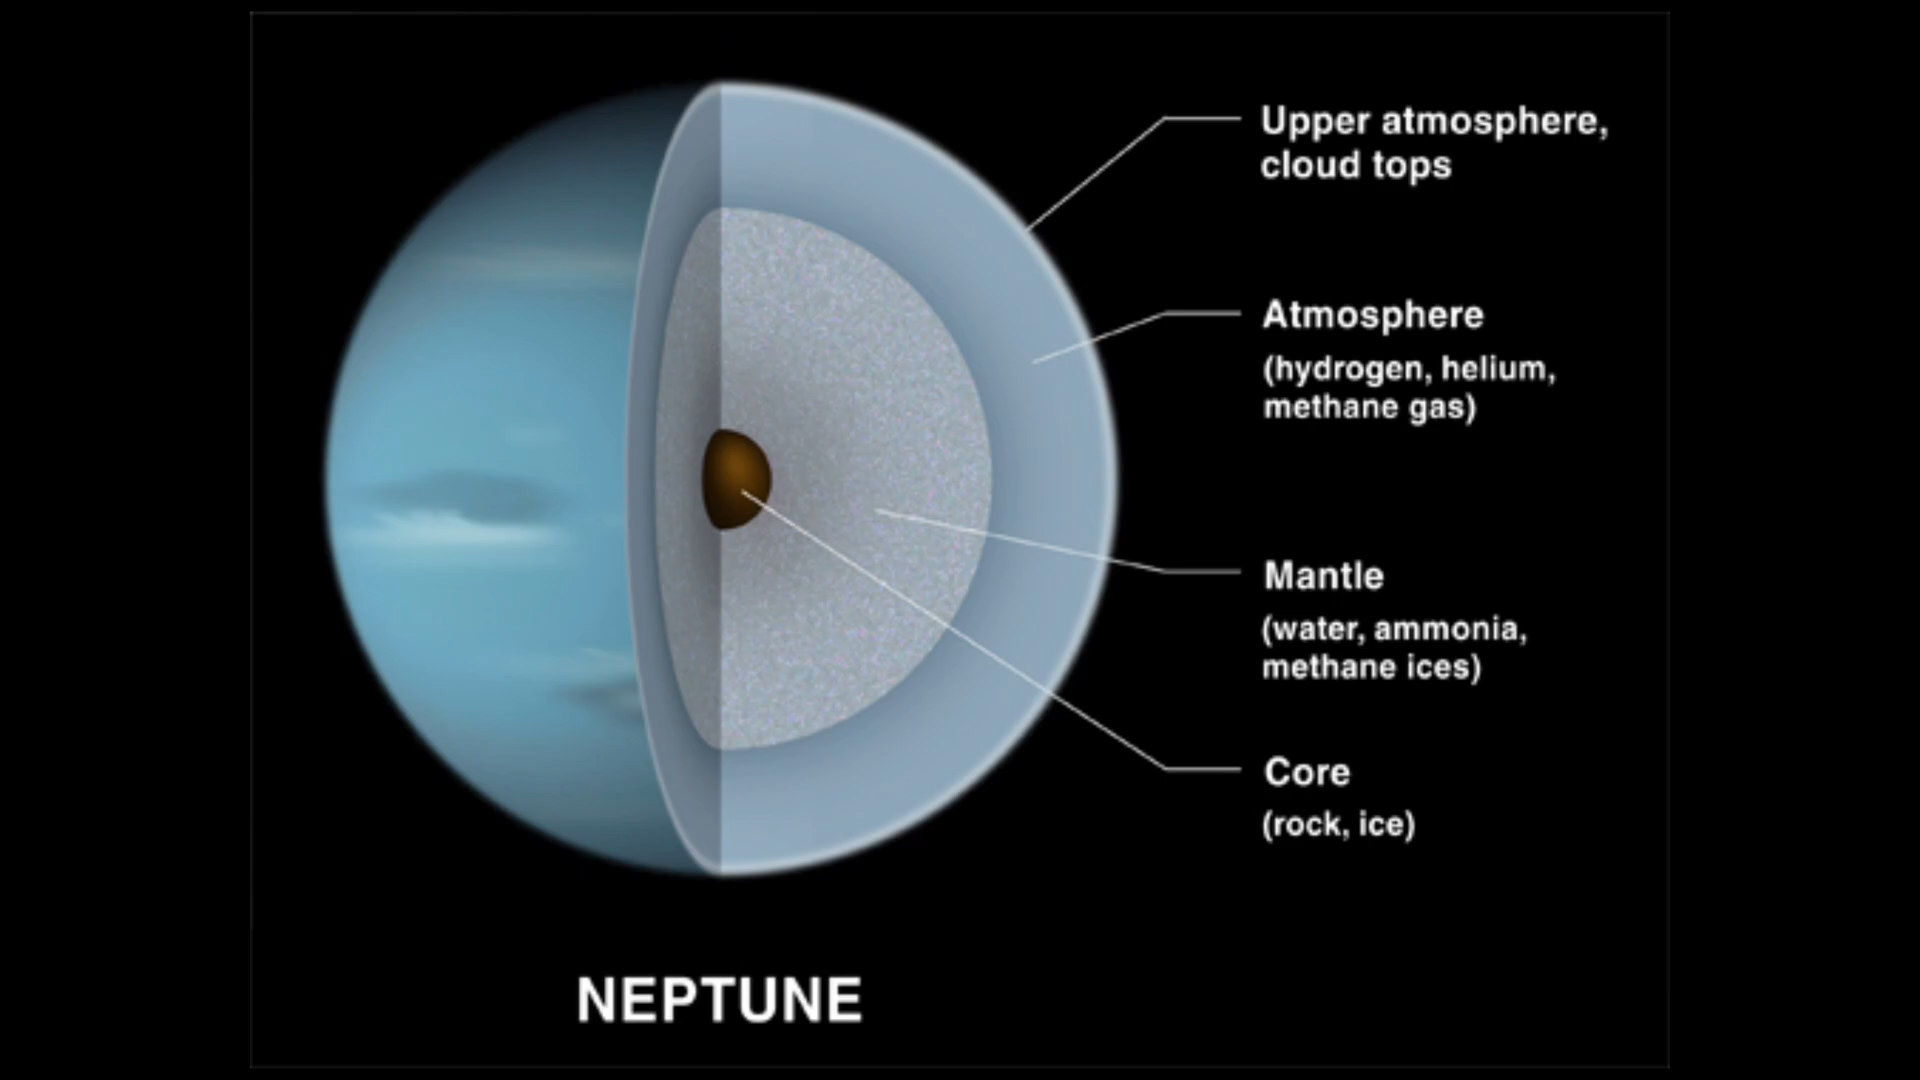 Upper atmosphere,
cloud tops
Atmosphere
(hydrogen, helium,
methane gas)
Mantle
(water, ammonia,
methane ices)
Core
(rock, ice)
NEPTUNE